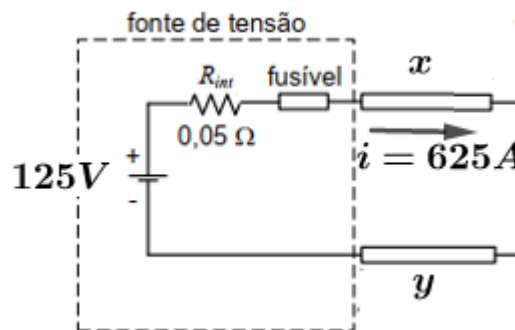 fonte de tensão
R_int
fusível
x
0,05 Ω
i = 625A
125V
+
-
y